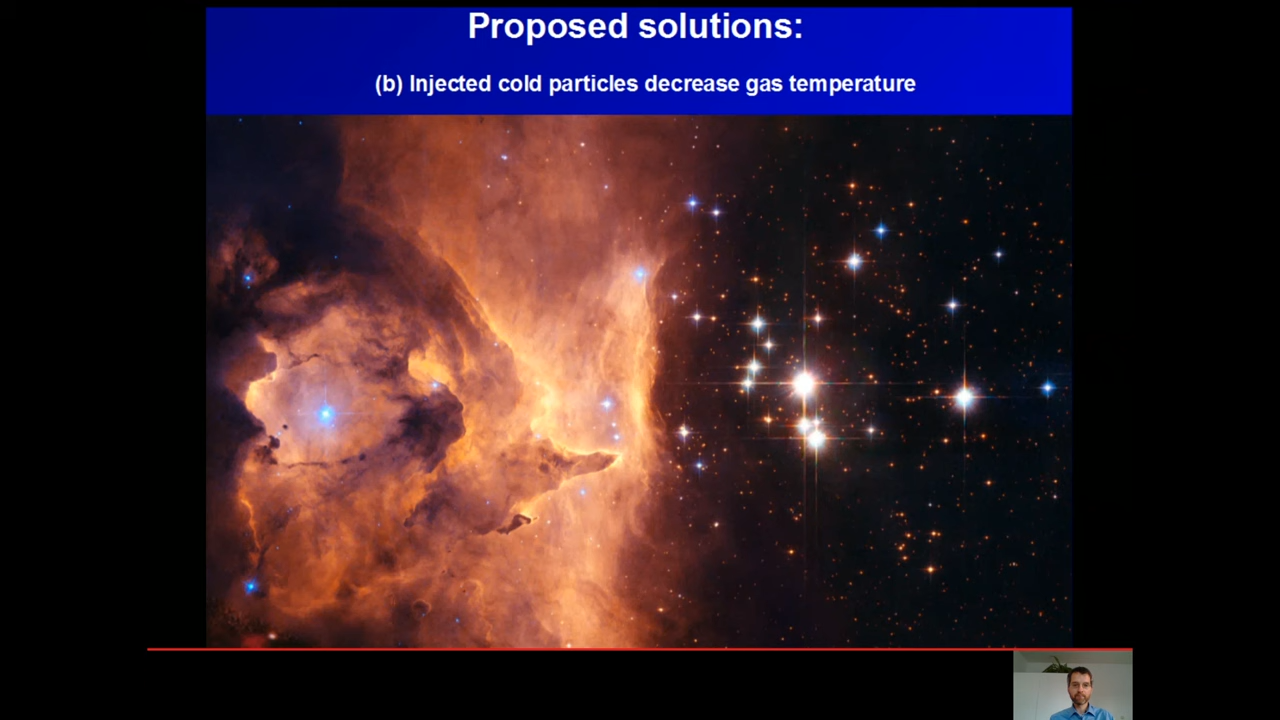 Proposed solutions:
(b) Injected cold particles decrease gas temperature